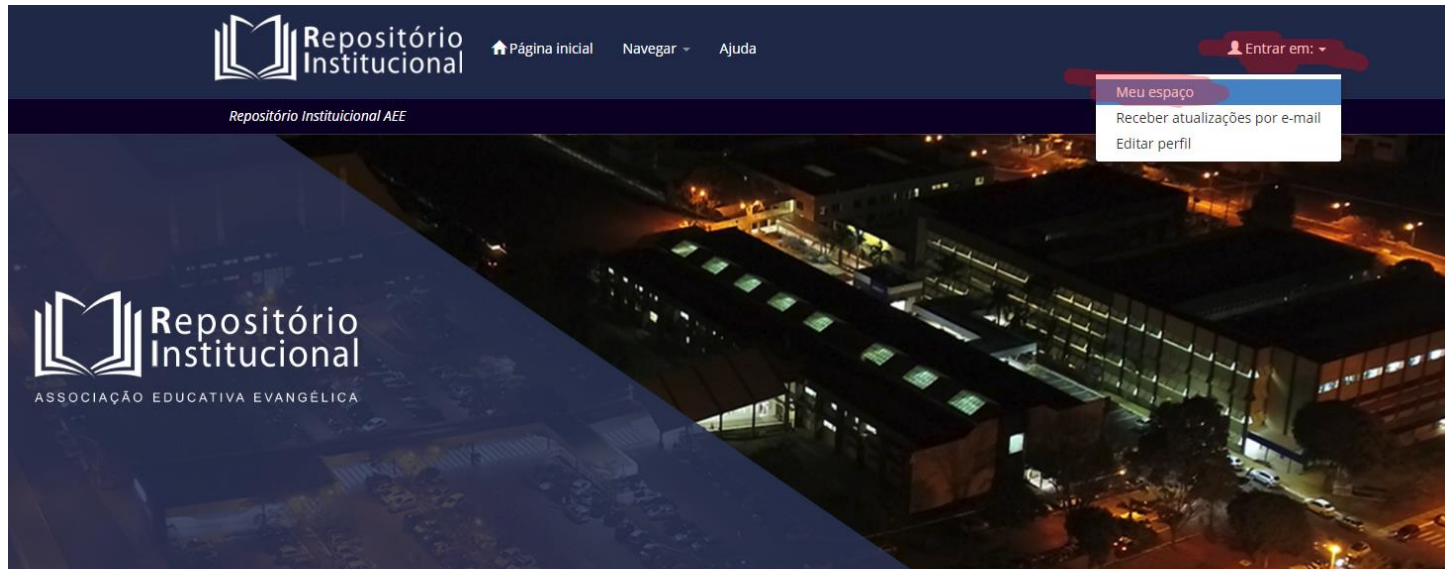 Repositório
Institucional
Página inicial
Navegar
Ajuda
Entrar em:
Meu espaço
Receber atualizações por e-mail
Editar perfil
Repositório Instituicional AEE
Repositório
Institucional
ASSOCIAÇÃO EDUCATIVA EVANGÉLICA